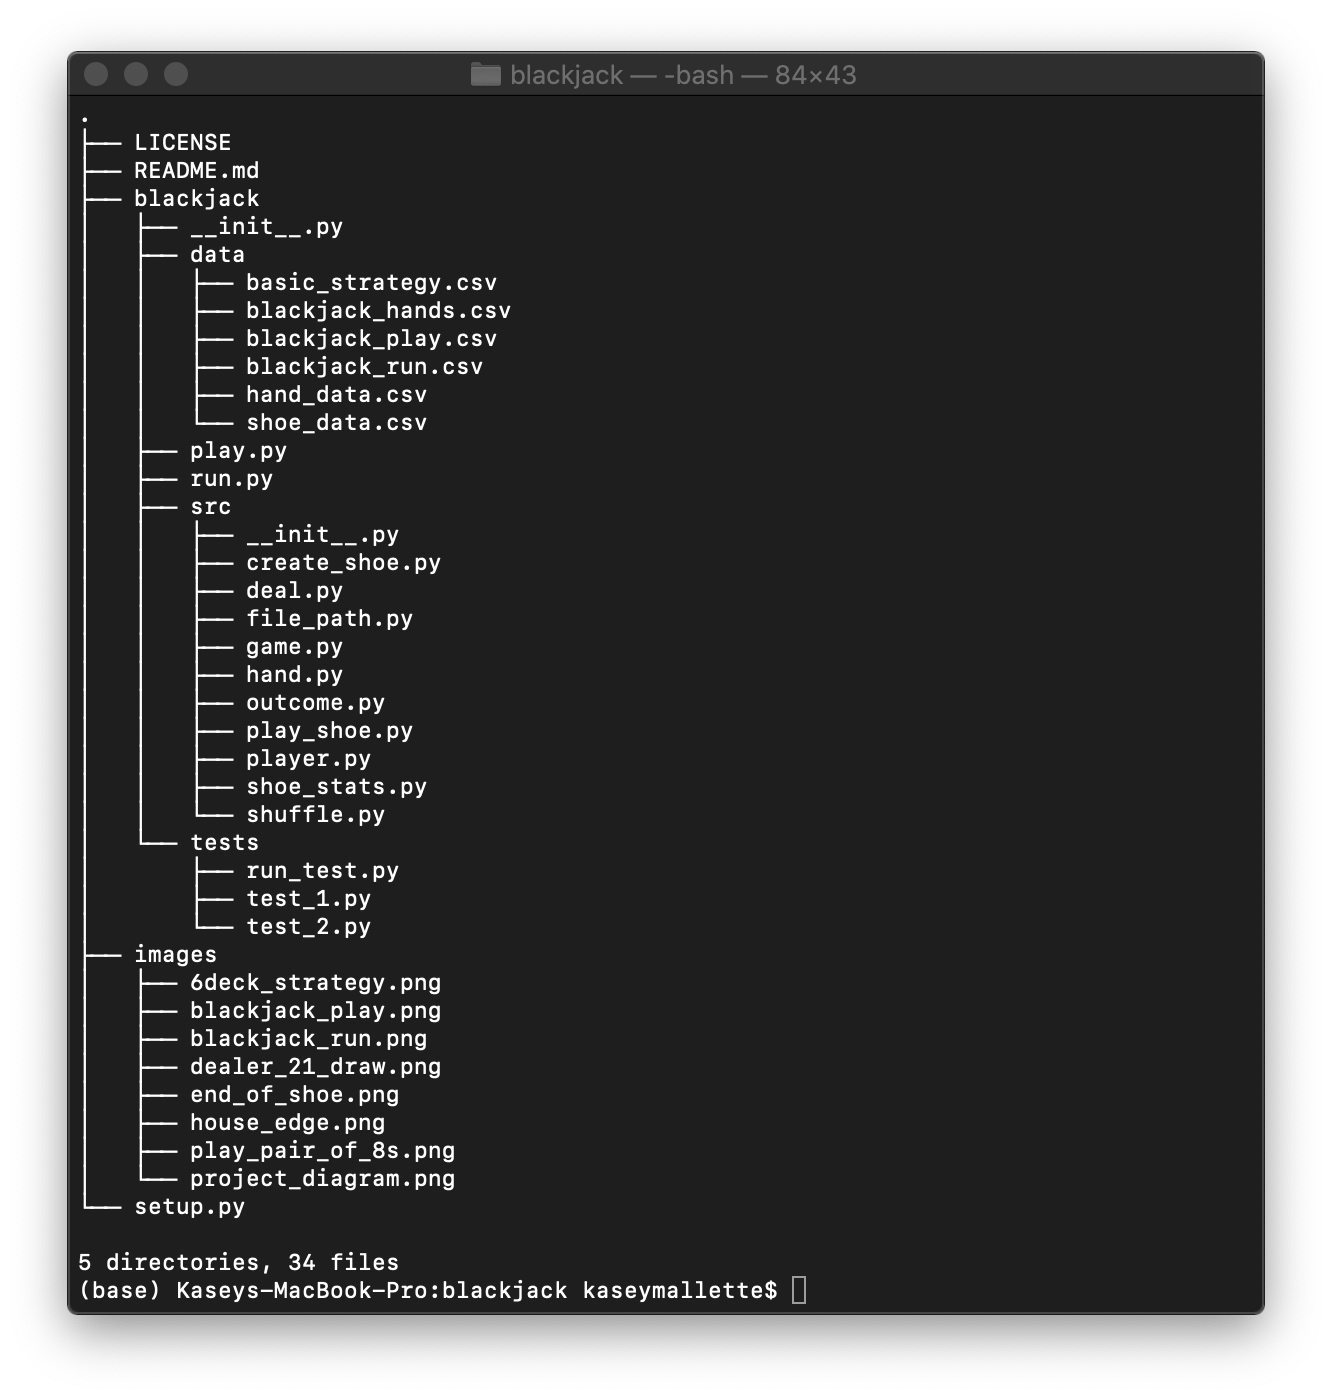 blackjack — -bash — 84×43
.
├── LICENSE
├── README.md
├── blackjack
│   ├── __init__.py
│   ├── data
│   │   ├── basic_strategy.csv
│   │   ├── blackjack_hands.csv
│   │   ├── blackjack_play.csv
│   │   ├── blackjack_run.csv
│   │   ├── hand_data.csv
│   │   └── shoe_data.csv
│   ├── play.py
│   ├── run.py
│   ├── src
│   │   ├── __init__.py
│   │   ├── create_shoe.py
│   │   ├── deal.py
│   │   ├── file_path.py
│   │   ├── game.py
│   │   ├── hand.py
│   │   ├── outcome.py
│   │   ├── play_shoe.py
│   │   ├── player.py
│   │   ├── shoe_stats.py
│   │   └── shuffle.py
│   └── tests
│       ├── run_test.py
│       ├── test_1.py
│       └── test_2.py
├── images
│   ├── 6deck_strategy.png
│   ├── blackjack_play.png
│   ├── blackjack_run.png
│   ├── dealer_21_draw.png
│   ├── end_of_shoe.png
│   ├── house_edge.png
│   ├── play_pair_of_8s.png
│   └── project_diagram.png
└── setup.py

5 directories, 34 files
(base) Kaseys-MacBook-Pro:blackjack kaseymallette$